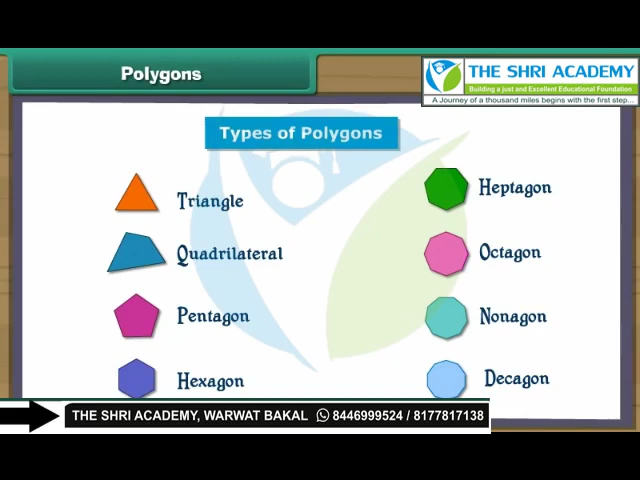 Polygons
THE SHRI ACADEMY
Building a just and Excellent Educational Foundation
A Journey of a thousand miles begins with the first step...
Types of Polygons
Triangle
Quadrilateral
Pentagon
Hexagon
Heptagon
Octagon
Nonagon
Decagon
THE SHRI ACADEMY, WARWAT BAKAL 8446999524 / 8177817138